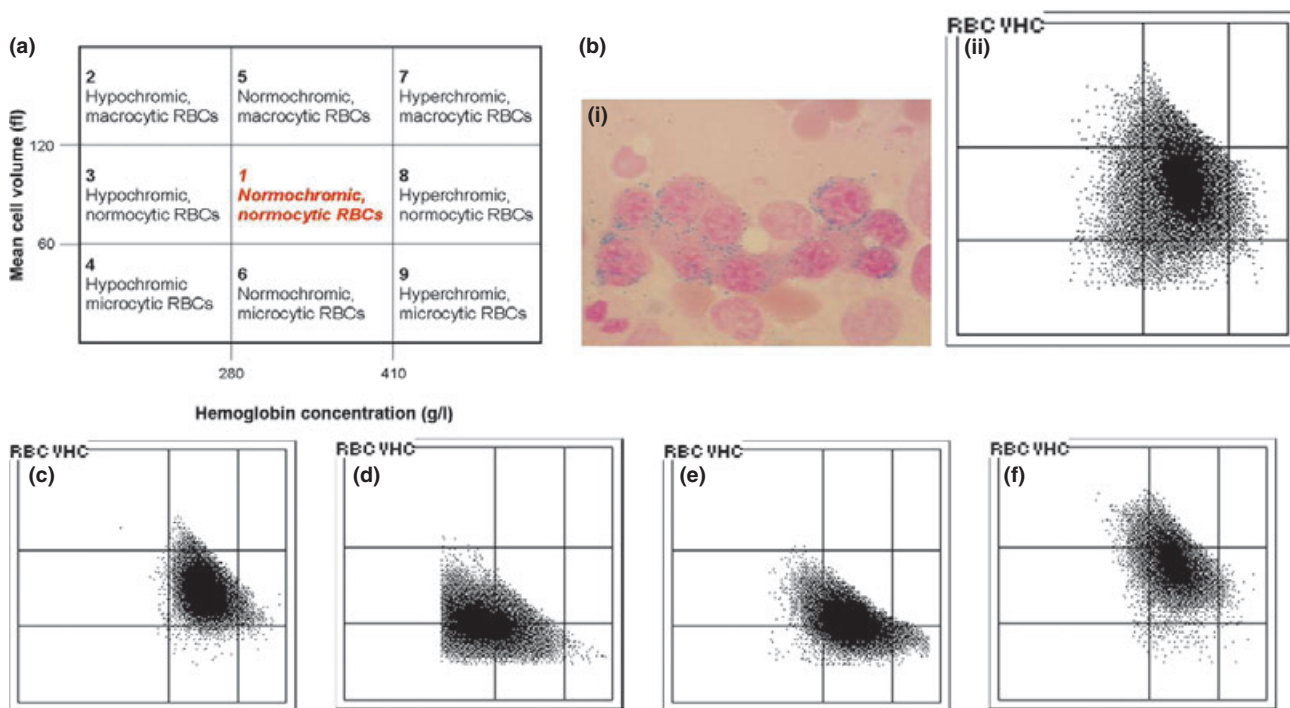 (a)
2
Hypochromic,
macrocytic RBCs
5
Normochromic,
macrocytic RBCs
7
Hyperchromic,
macrocytic RBCs
3
Hypochromic,
normocytic RBCs
1
Normochromic,
normocytic RBCs
8
Hyperchromic,
normocytic RBCs
4
Hypochromic
microcytic RBCs
6
Normochromic,
microcytic RBCs
9
Hyperchromic,
microcytic RBCs
Mean cell volume (fl)
120
60
280
410
Hemoglobin concentration (g/l)
(b)
(i)
RBC VHC
(ii)
RBC VHC
(c)
RBC VHC
(d)
RBC VHC
(e)
RBC VHC
(f)